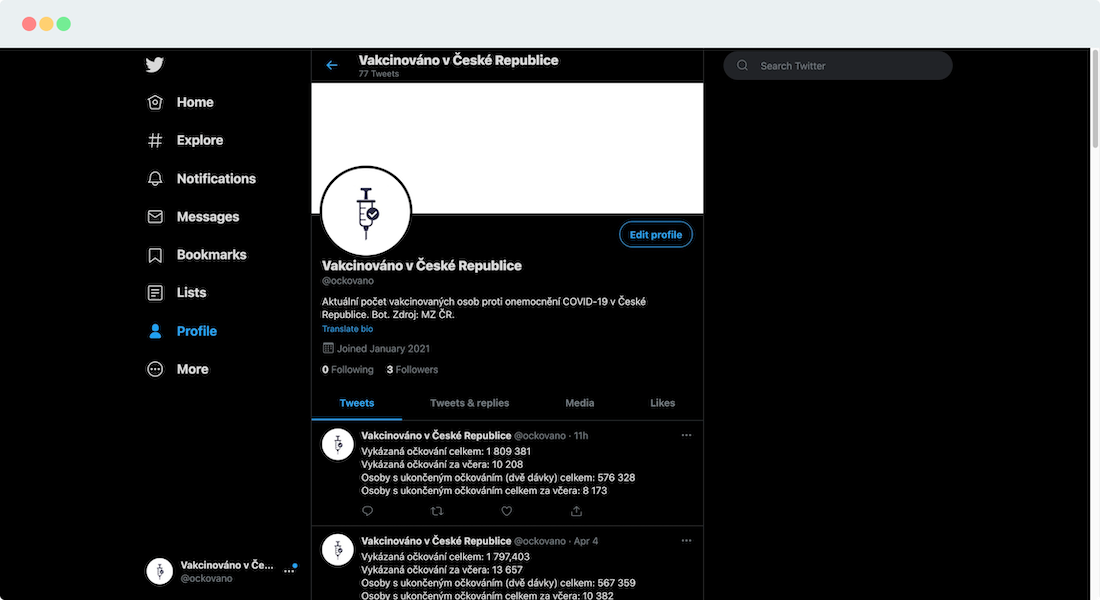 Vakcinováno v České Republice
77 Tweets
Search Twitter
Home
Explore
Notifications
Messages
Bookmarks
Lists
Profile
More
Edit profile
Vakcinováno v České Republice
@ockovano
Aktuální počet vakcinovaných osob proti onemocnění COVID-19 v České
Republice. Bot. Zdroj: MZ ČR.
Translate bio
Joined January 2021
0 Following 3 Followers
Tweets Tweets & replies Media Likes
Vakcinováno v České Republice @ockovano · 11h
Vykázaná očkování celkem: 1 809 381
Vykázaná očkování za včera: 10 208
Osoby s ukončeným očkováním (dvě dávky) celkem: 576 328
Osoby s ukončeným očkováním celkem za včera: 8 173
Vakcinováno v České Republice @ockovano · Apr 4
Vykázaná očkování celkem: 1 797,403
Vykázaná očkování za včera: 13 657
Osoby s ukončeným očkováním (dvě dávky) celkem: 567 359
Osoby s ukončeným očkováním celkem za včera: 10 382
Vakcinováno v Če...
@ockovano